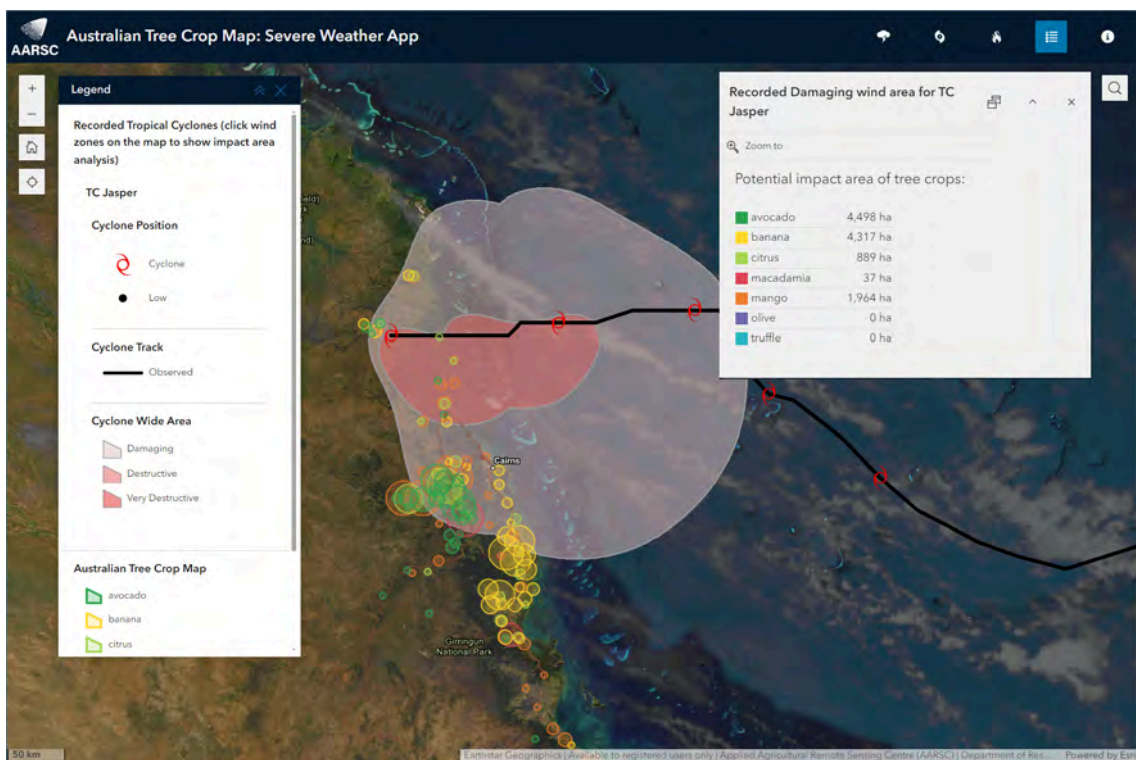 AARSC
Australian Tree Crop Map: Severe Weather App
Legend
Recorded Tropical Cyclones (click wind
zones on the map to show impact area
analysis)
TC Jasper
Cyclone Position
Cyclone
Low
Cyclone Track
Observed
Cyclone Wide Area
Damaging
Destructive
Very Destructive
Australian Tree Crop Map
avocado
banana
citrus
Recorded Damaging wind area for TC
Jasper
Zoom to
Potential impact area of tree crops:
avocado 4,498 ha
banana 4,317 ha
citrus 889 ha
macadamia 37 ha
mango 1,964 ha
olive 0 ha
truffle 0 ha
Cairns
Girringun
National Park
50 km
Earthstar Geographics | Available to registered users only | Applied Agricultural Remote Sensing Centre (AARSC) | Department of Res...
Powered by Esri